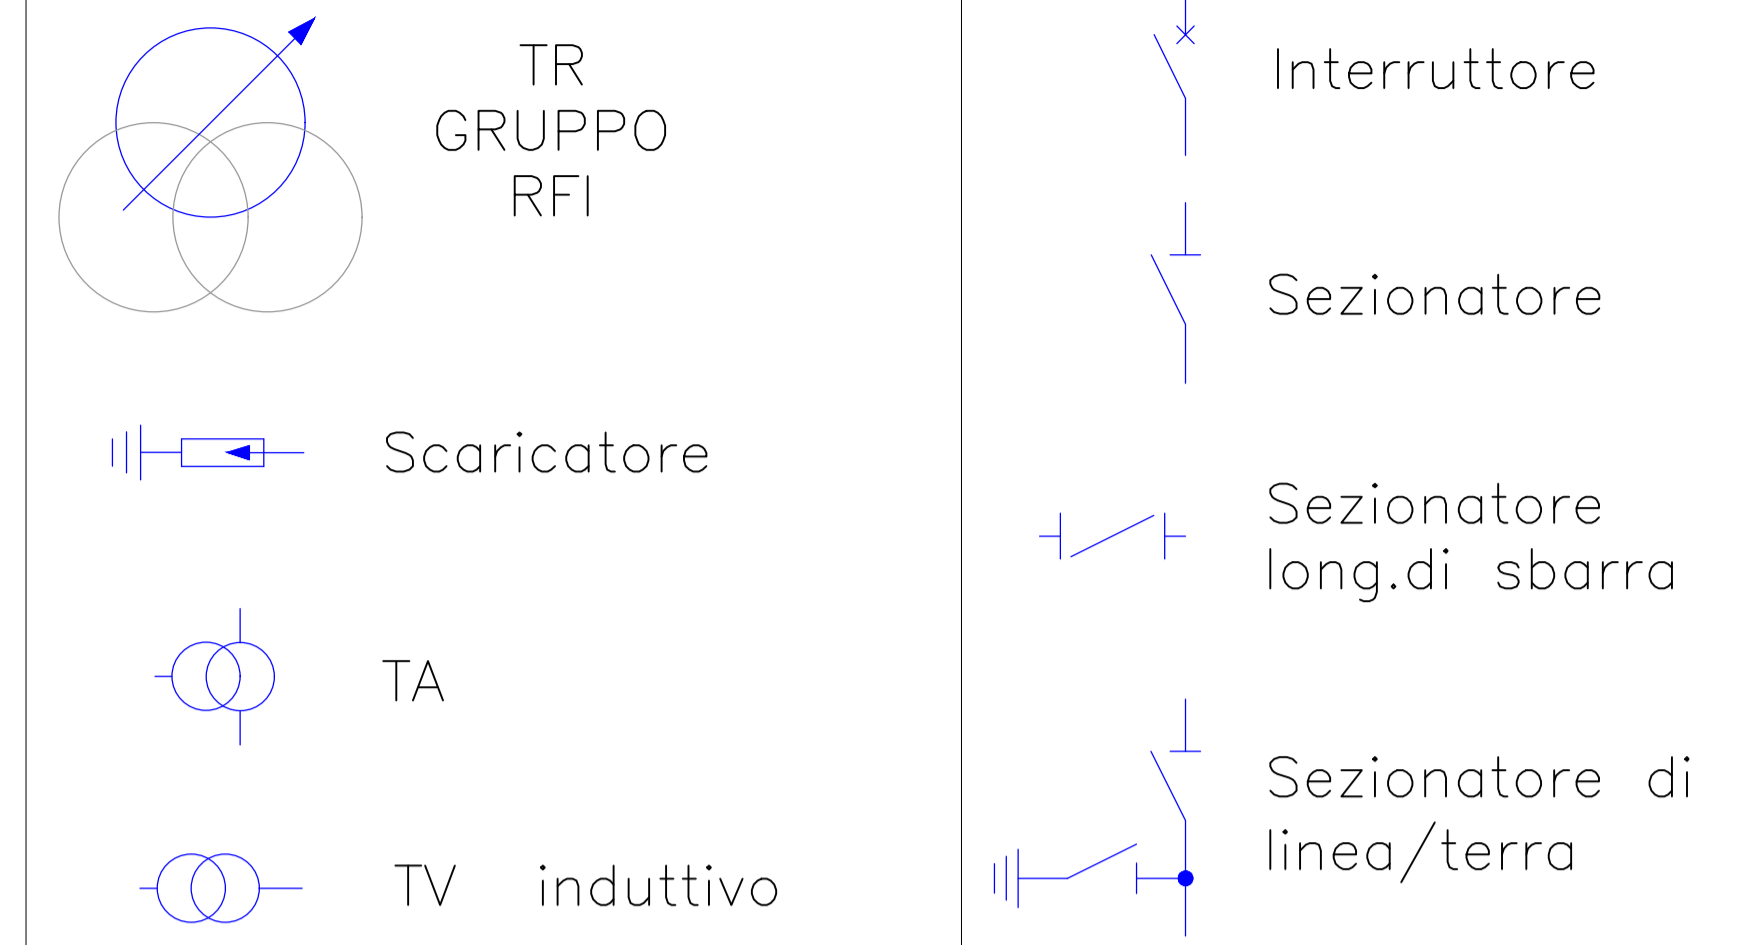 TR
GRUPPO
RFI
Scaricatore
TA
TV induttivo
Interruttore
Sezionatore
Sezionatore
long.di sbarra
Sezionatore di
linea/terra